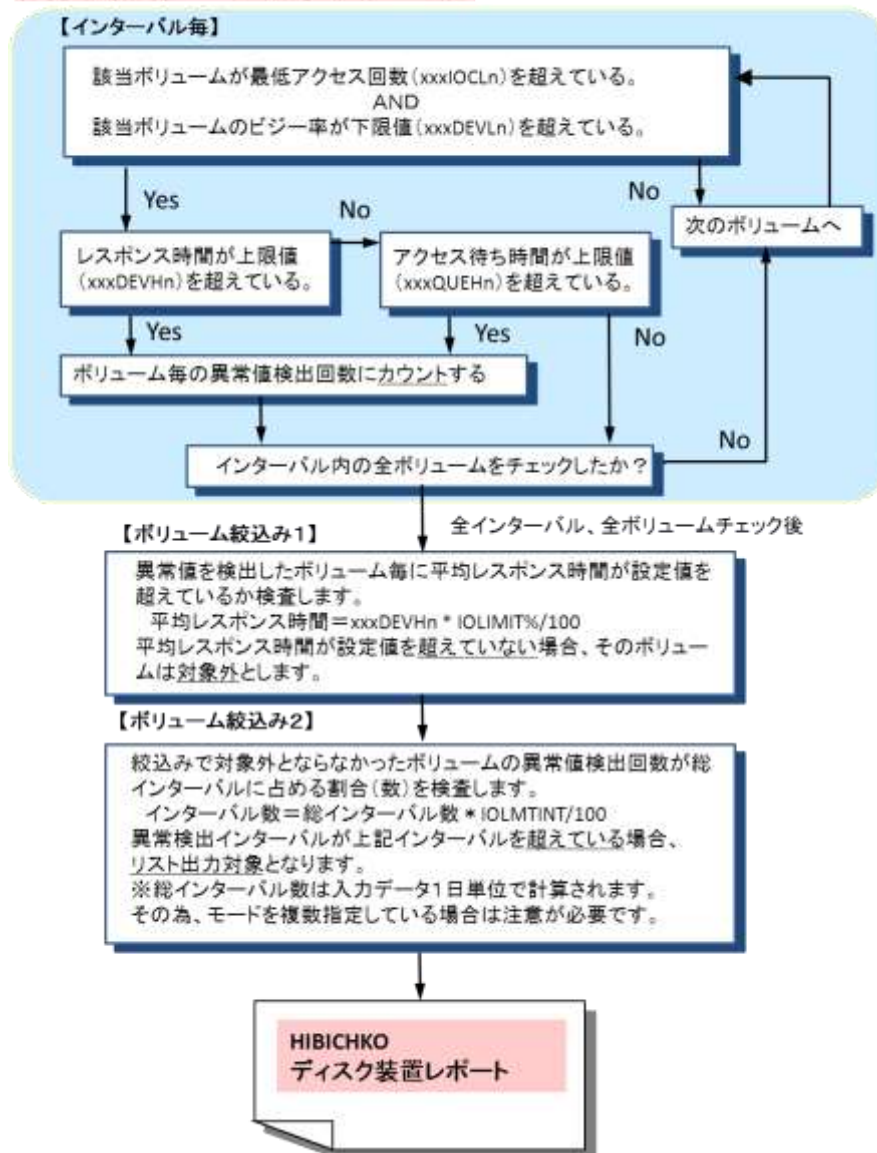 【インターバル毎】
該当ボリュームが最低アクセス回数(xxxIOCLn)を超えている。
AND
該当ボリュームのビジー率が下限値(xxxDEVLn)を超えている。
Yes
No
No
次のボリュームへ
レスポンス時間が上限値
(xxxDEVHn)を超えている。
アクセス待ち時間が上限値
(xxxQUEHn)を超えている。
Yes
Yes
No
ボリューム毎の異常値検出回数にカウントする
No
インターバル内の全ボリュームをチェックしたか?
全インターバル、全ボリュームチェック後
【ボリューム絞込み1】
異常値を検出したボリューム毎に平均レスポンス時間が設定値を
超えているか検査します。
平均レスポンス時間=xxxDEVHn * IOLIMIT%/100
平均レスポンス時間が設定値を超えていない場合、そのボリュー
ムは対象外とします。
【ボリューム絞込み2】
絞込みで対象外とならなかったボリュームの異常値検出回数が総
インターバルに占める割合(数)を検査します。
インターバル数=総インターバル数 * IOLMTINT/100
異常検出インターバルが上記インターバルを超えている場合、
リスト出力対象となります。
※総インターバル数は入力データ1日単位で計算されます。
その為、モードを複数指定している場合は注意が必要です。
HIBICHKO
ディスク装置レポート